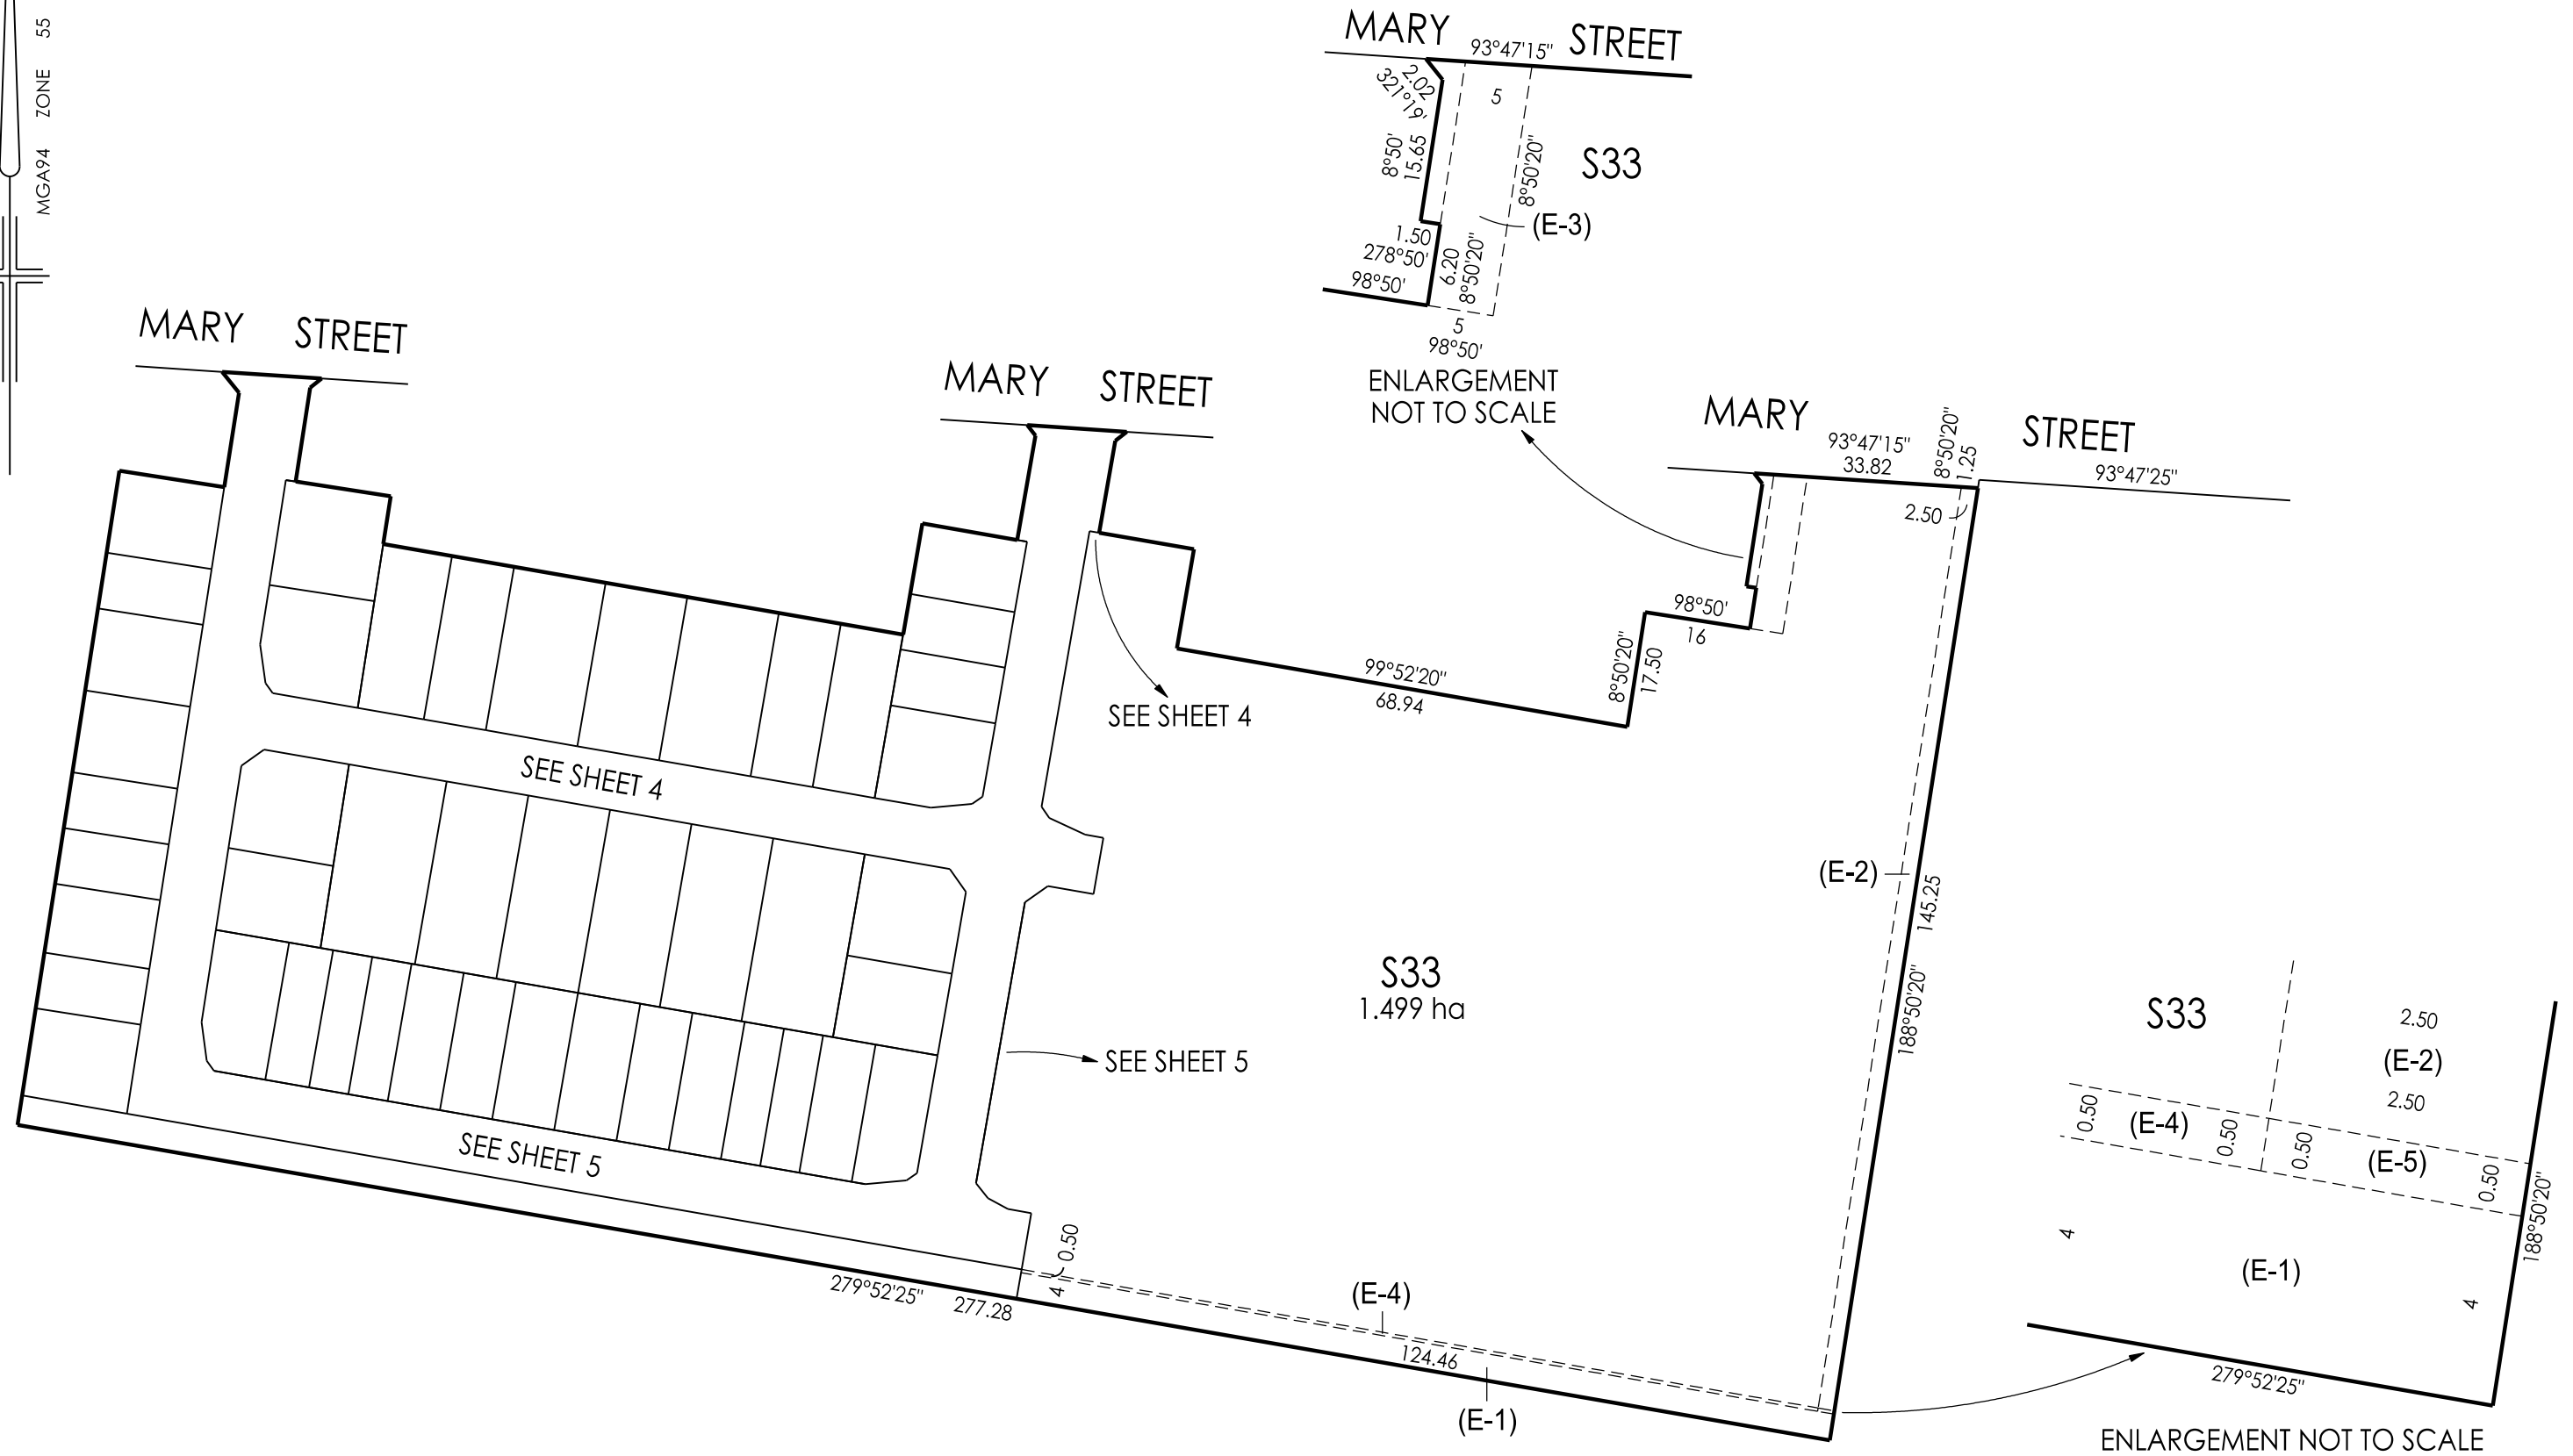 MGA94 ZONE 55
MARY STREET
93°47'15"
2.02
321°19'
5
8°50'
15.65
8°50'20"
S33
(E-3)
1.50
278°50'
6.20
8°50'20"
98°50'
5
98°50'
ENLARGEMENT
NOT TO SCALE
MARY STREET
MARY STREET
MARY STREET
93°47'15"
33.82
8°50'20"
1.25
93°47'25"
2.50
98°50'
16
8°50'20"
17.50
99°52'20"
68.94
SEE SHEET 4
SEE SHEET 4
(E-2)
145.25
188°50'20"
S33
1.499 ha
SEE SHEET 5
SEE SHEET 5
0.50
4
279°52'25" 277.28
(E-4)
124.46
(E-1)
S33
2.50
(E-2)
2.50
0.50
(E-4)
0.50
0.50
(E-5)
0.50
188°50'20"
4
(E-1)
4
279°52'25"
ENLARGEMENT NOT TO SCALE